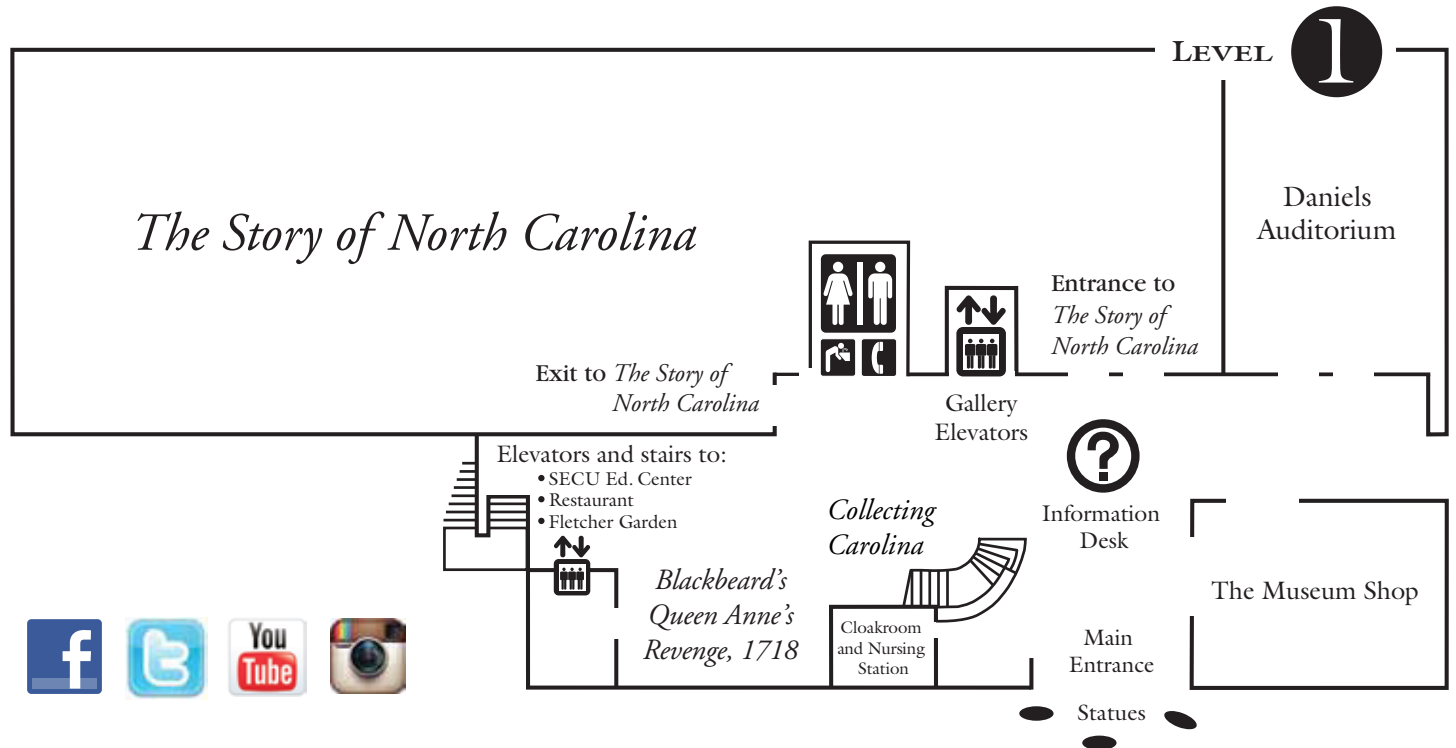 LEVEL 1
The Story of North Carolina
Daniels
Auditorium
Entrance to
The Story of
North Carolina
Exit to The Story of
North Carolina
Gallery
Elevators
Elevators and stairs to:
• SECU Ed. Center
• Restaurant
• Fletcher Garden
?
Information
Desk
Collecting
Carolina
Blackbeard's
Queen Anne's
Revenge, 1718
Cloakroom
and Nursing
Station
The Museum Shop
Main
Entrance
Statues
f
t
You
Tube